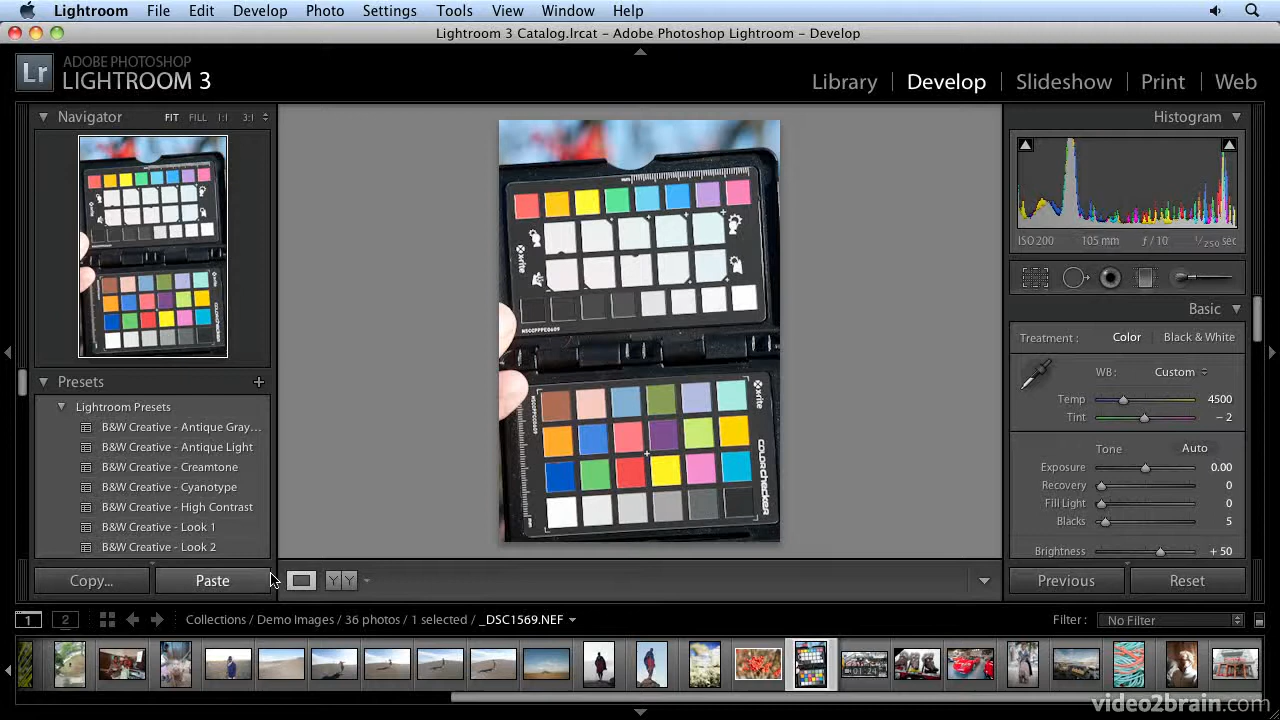 Lightroom File Edit Develop Photo Settings Tools View Window Help
Lightroom 3 Catalog.lrcat – Adobe Photoshop Lightroom – Develop
Lr ADOBE PHOTOSHOP
LIGHTROOM 3
Library Develop Slideshow Print Web
Navigator FIT FILL 1:1 3:1
Histogram
ISO 200 105 mm f / 10 1/250 sec
Basic
Treatment : Color Black & White
WB : Custom
Temp 4500
Tint – 2
Tone Auto
Exposure 0.00
Recovery 0
Fill Light 0
Blacks 5
Brightness + 50
Presets +
Lightroom Presets
B&W Creative - Antique Gray...
B&W Creative - Antique Light
B&W Creative - Creamtone
B&W Creative - Cyanotype
B&W Creative - High Contrast
B&W Creative - Look 1
B&W Creative - Look 2
x-rite
x-rite
colorchecker
Copy... Paste
Y Y
Previous Reset
1 2 Collections / Demo Images / 36 photos / 1 selected / _DSC1569.NEF
Filter : No Filter
video2brain.com